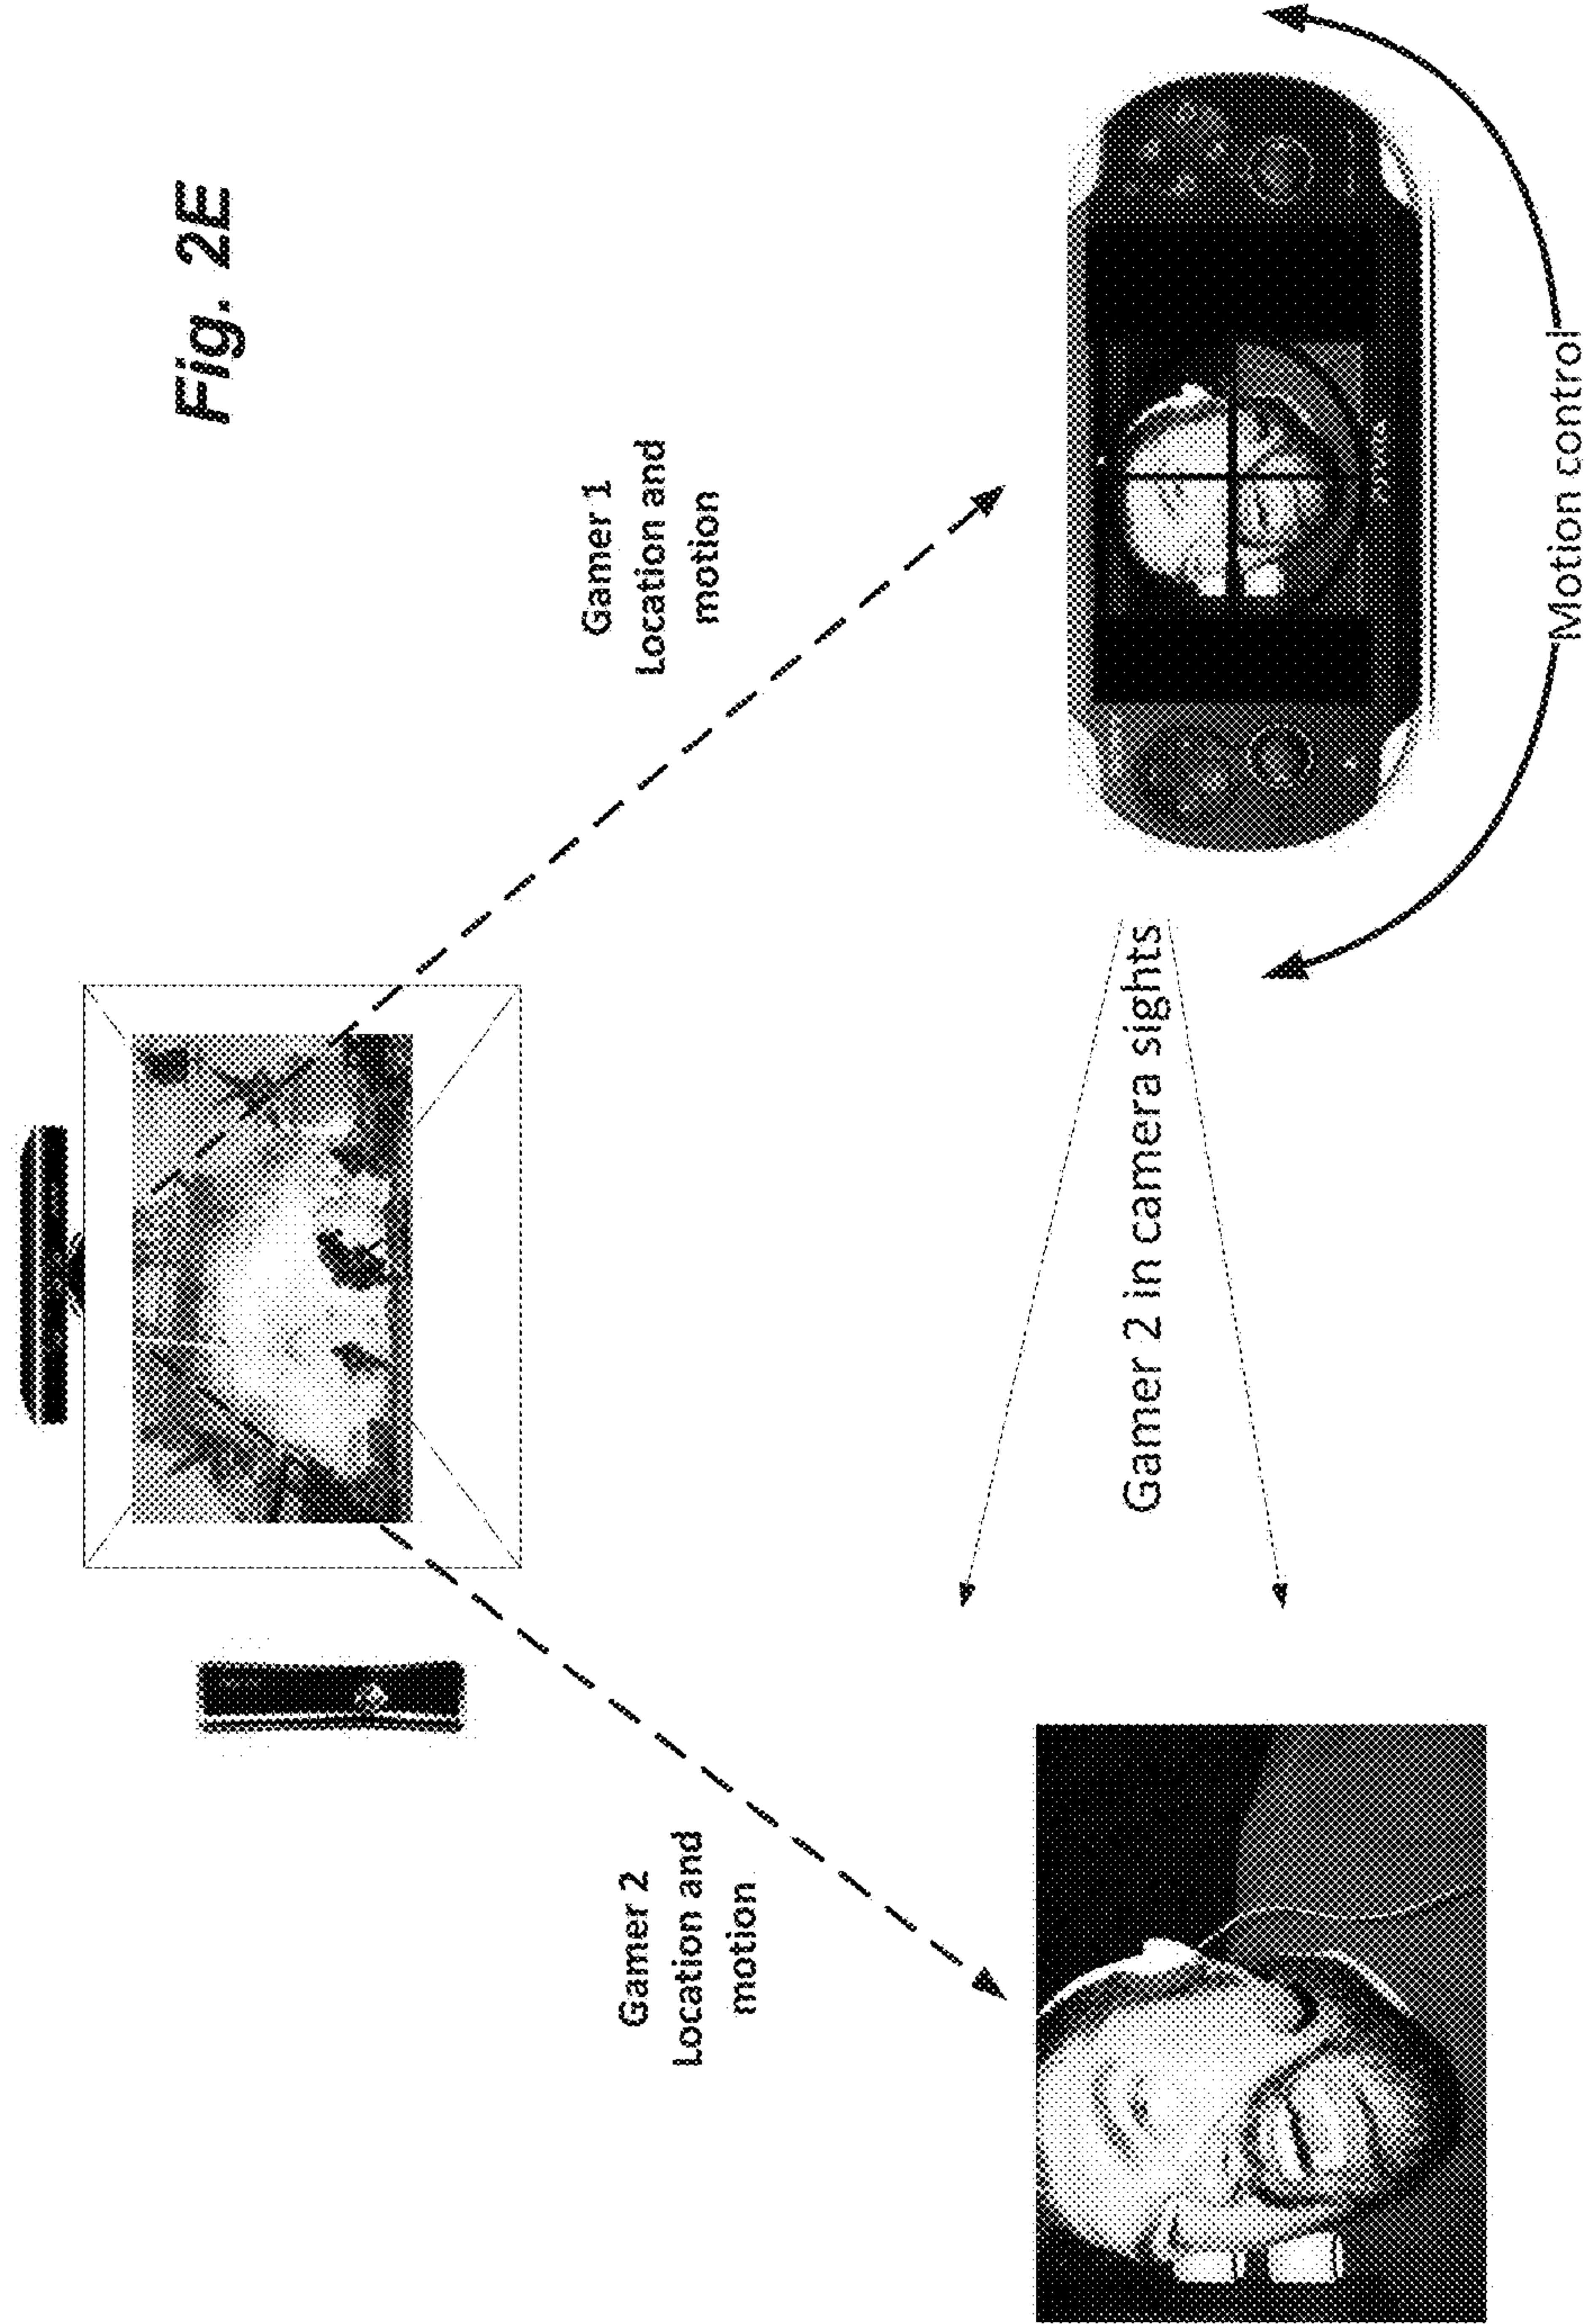 Fig. 2E
Gamer 1
Location and
motion
Gamer 2
Location and
motion
Gamer 2 in camera sights
Motion control